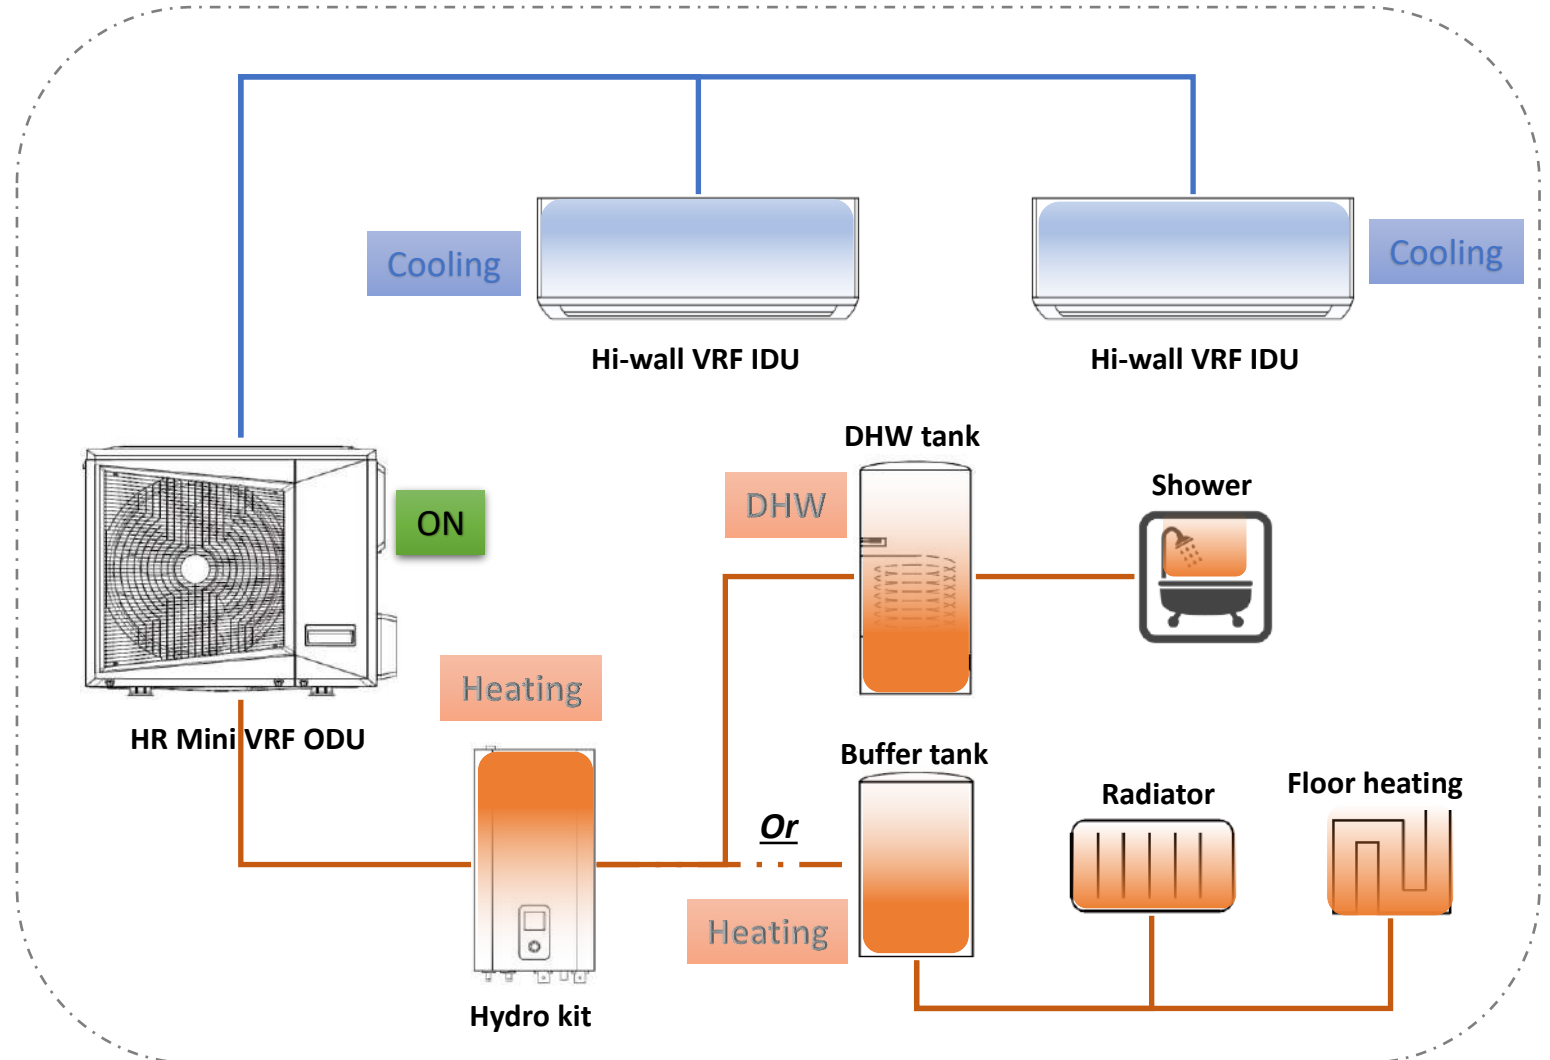 Cooling
Cooling
Hi-wall VRF IDU
Hi-wall VRF IDU
DHW tank
DHW
Shower
ON
Heating
HR Mini VRF ODU
Buffer tank
Floor heating
Radiator
Or
Heating
Hydro kit